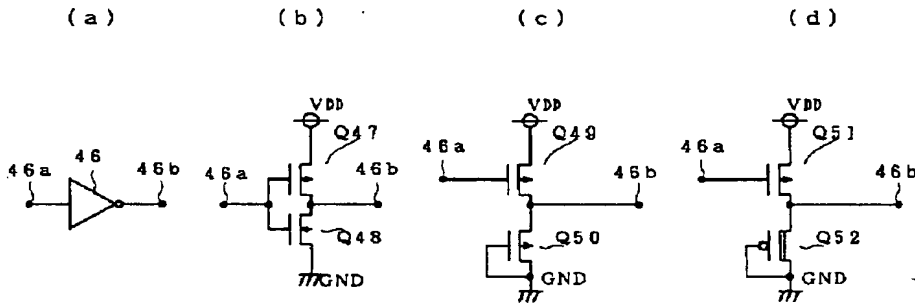 (a) (b) (c) (d)
VDD VDD VDD
46 Q47 Q49 Q51
46a 46b 46a 46b 46a 46b 46a 46b
Q48 Q50 Q52
GND GND GND